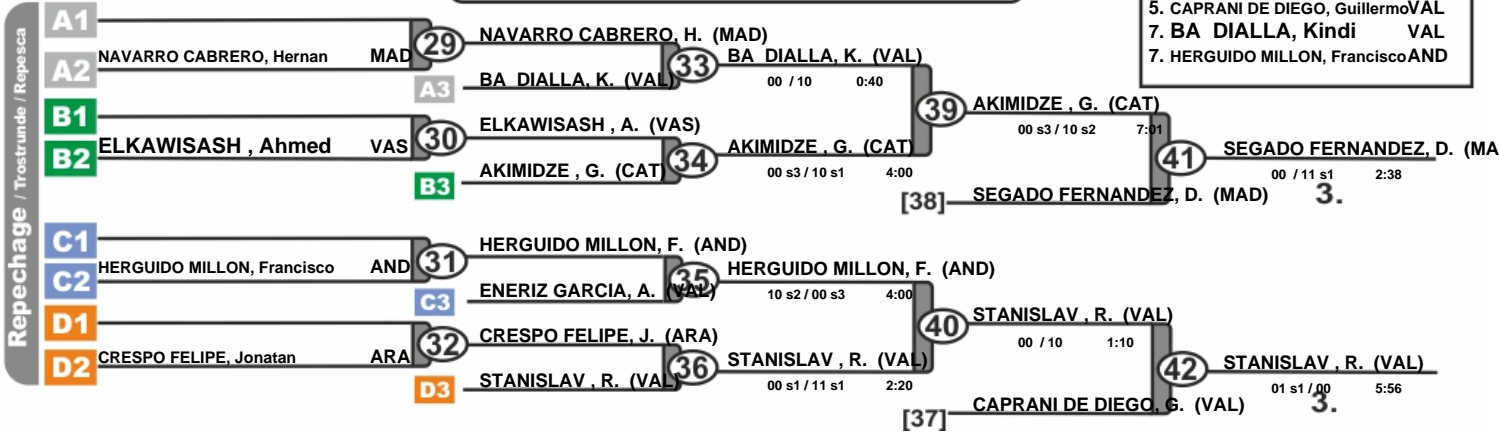 5. CAPRANI DE DIEGO, Guillermo VAL
7. BA DIALLA, Kindi VAL
7. HERGUIDO MILLON, Francisco AND
Repechage / Trostrunde / Repesca
A1
A2 NAVARRO CABRERO, Hernan MAD
29
NAVARRO CABRERO, H. (MAD)
A3 BA DIALLA, K. (VAL)
33
BA DIALLA, K. (VAL)
00 / 10 0:40
B1
B2 ELKAWISASH , Ahmed VAS
30
ELKAWISASH , A. (VAS)
B3 AKIMIDZE , G. (CAT)
34
AKIMIDZE , G. (CAT)
00 s3 / 10 s1 4:00
39
AKIMIDZE , G. (CAT)
00 s3 / 10 s2 7:01
[38] SEGADO FERNANDEZ, D. (MAD)
41
SEGADO FERNANDEZ, D. (MA
00 / 11 s1 2:38
3.
C1
C2 HERGUIDO MILLON, Francisco AND
31
HERGUIDO MILLON, F. (AND)
C3 ENERIZ GARCIA, A. (VAL)
35
HERGUIDO MILLON, F. (AND)
10 s2 / 00 s3 4:00
D1
D2 CRESPO FELIPE, Jonatan ARA
32
CRESPO FELIPE, J. (ARA)
D3 STANISLAV , R. (VAL)
36
STANISLAV , R. (VAL)
00 s1 / 11 s1 2:20
40
STANISLAV , R. (VAL)
00 / 10 1:10
[37] CAPRANI DE DIEGO, G. (VAL)
42
STANISLAV , R. (VAL)
01 s1 / 00 5:56
3.